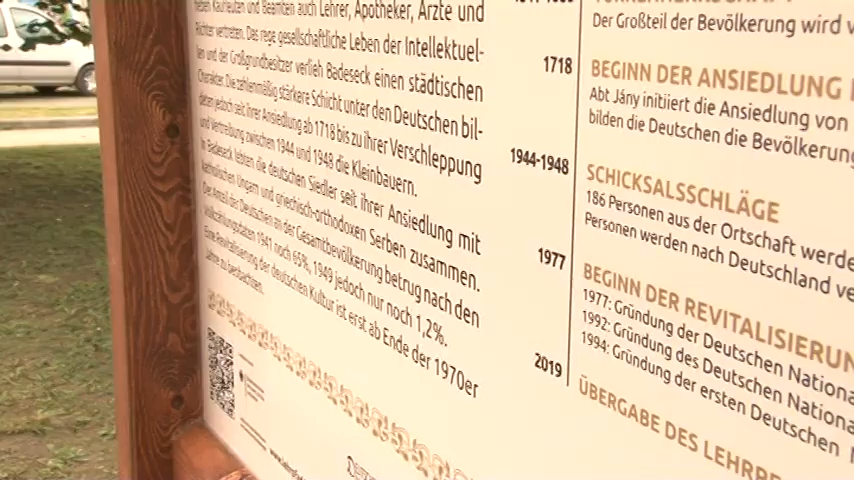 neben Kaufleuten und Beamten auch Lehrer, Apotheker, Ärzte und
Richter vertreten. Das rege gesellschaftliche Leben der Intellektuel-
len und der Großgrundbesitzer verlieh Badeseck einen städtischen
Charakter. Die zahlenmäßig stärkere Schicht unter den Deutschen bil-
deten jedoch seit ihrer Ansiedlung ab 1718 bis zu ihrer Verschleppung
und Vertreibung zwischen 1944 und 1948 die Kleinbauern.
In Badeseck lebten die deutschen Siedler seit ihrer Ansiedlung mit
katholischen Ungarn und griechisch-orthodoxen Serben zusammen.
Der Anteil der Deutschen an der Gesamtbevölkerung betrug nach den
Volkszählungsdaten 1941 noch 65%, 1949 jedoch nur noch 1,2%.
Eine Revitalisierung der deutschen Kultur ist erst ab Ende der 1970er
Jahre zu beobachten.
Der Großteil der Bevölkerung wird
1718
BEGINN DER ANSIEDLUNG
Abt Jány initiiert die Ansiedlung von
bilden die Deutschen die Bevölkerung
1944-1948
SCHICKSALSSCHLÄGE
186 Personen aus der Ortschaft werde
Personen werden nach Deutschland ve
1977
BEGINN DER REVITALISIERUN
1977: Gründung der Deutschen Nationa
1992: Gründung des Deutschen National
1994: Gründung der ersten Deutschen
2019
ÜBERGABE DES LEHRP